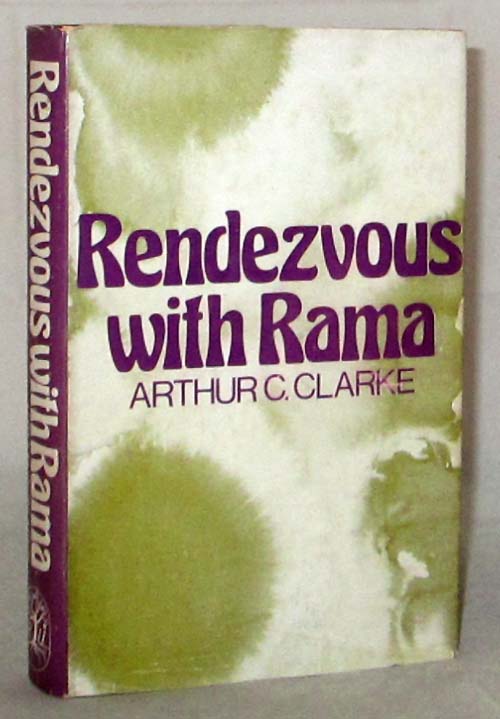 Rendezvous with Rama
Rendezvous
with Rama
ARTHUR C. CLARKE